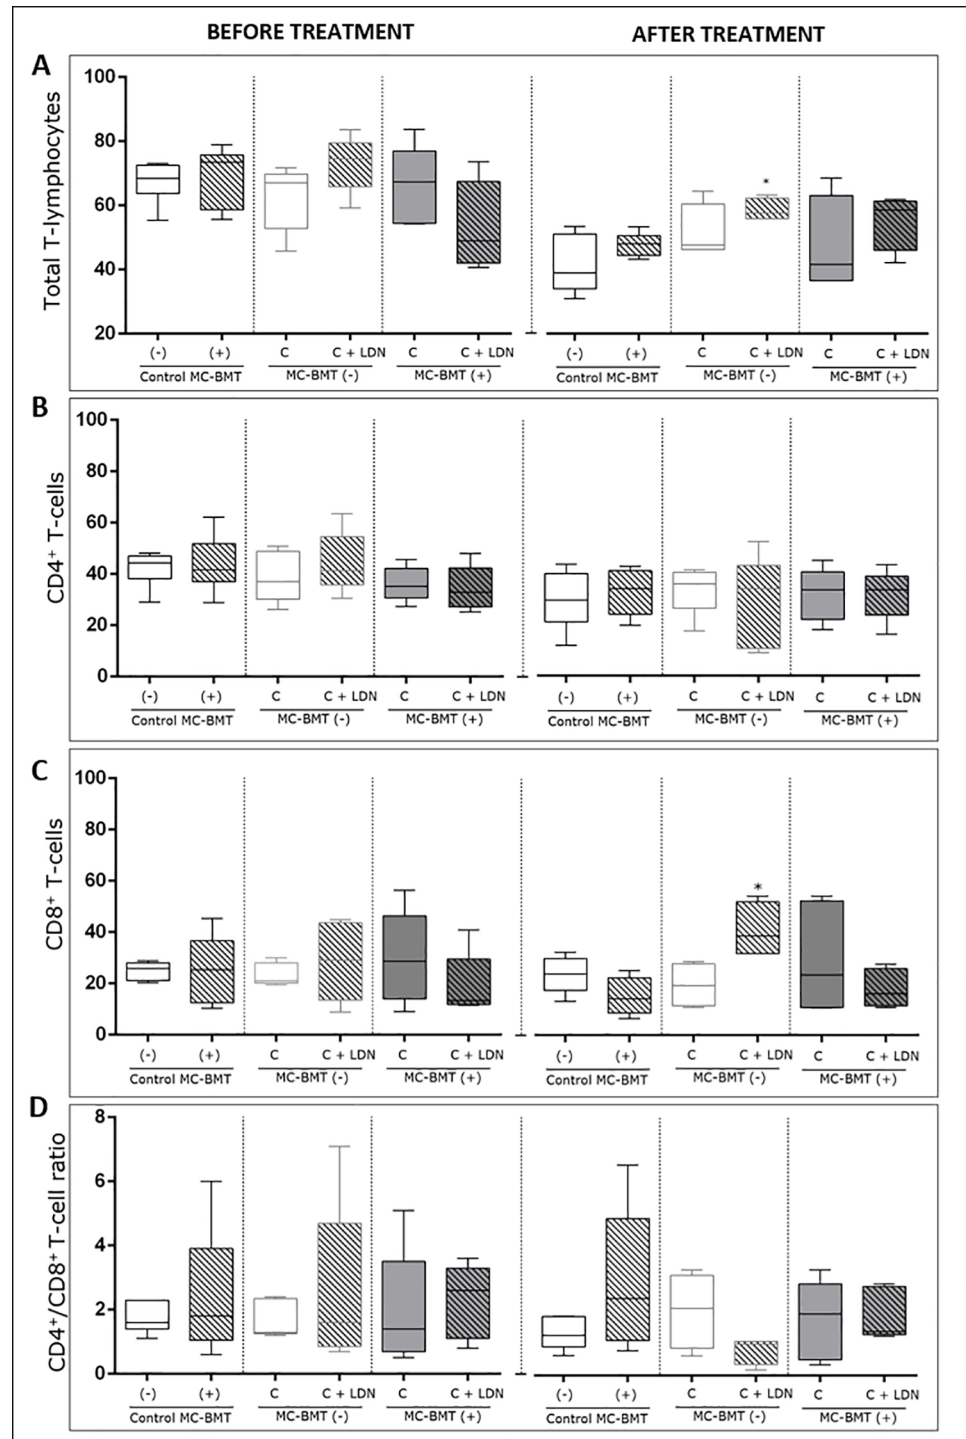 BEFORE TREATMENT AFTER TREATMENT
A
Total T-lymphocytes
100
80
60
40
20
*
(-) (+) C C + LDN C C + LDN (-) (+) C C + LDN C C + LDN
Control MC-BMT MC-BMT (-) MC-BMT (+) Control MC-BMT MC-BMT (-) MC-BMT (+)
B
CD4⁺ T-cells
100
80
60
40
20
0
(-) (+) C C + LDN C C + LDN (-) (+) C C + LDN C C + LDN
Control MC-BMT MC-BMT (-) MC-BMT (+) Control MC-BMT MC-BMT (-) MC-BMT (+)
C
CD8⁺ T-cells
100
80
60
40
20
0
*
(-) (+) C C + LDN C C + LDN (-) (+) C C + LDN C C + LDN
Control MC-BMT MC-BMT (-) MC-BMT (+) Control MC-BMT MC-BMT (-) MC-BMT (+)
D
CD4⁺/CD8⁺ T-cell ratio
8
6
4
2
0
(-) (+) C C + LDN C C + LDN (-) (+) C C + LDN C C + LDN
Control MC-BMT MC-BMT (-) MC-BMT (+) Control MC-BMT MC-BMT (-) MC-BMT (+)